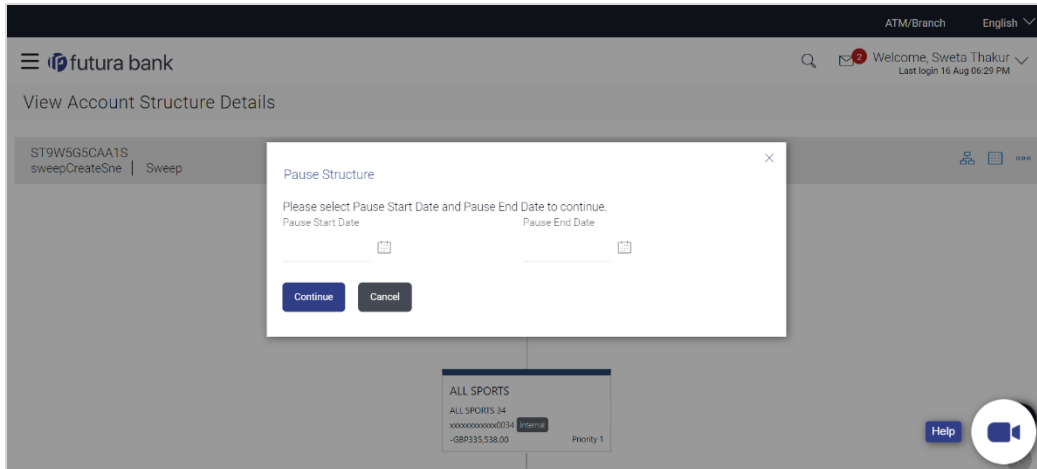 ATM/Branch English
futura bank
2
Welcome, Sweta Thakur
Last login 16 Aug 06:29 PM
View Account Structure Details
ST9W5G5CAA1S
sweepCreateSne | Sweep
Pause Structure
Please select Pause Start Date and Pause End Date to continue.
Pause Start Date Pause End Date
Continue Cancel
ALL SPORTS
ALL SPORTS 34
xxxxxxxxxxxx0034 Internal
-GBP335,538.00 Priority 1
Help